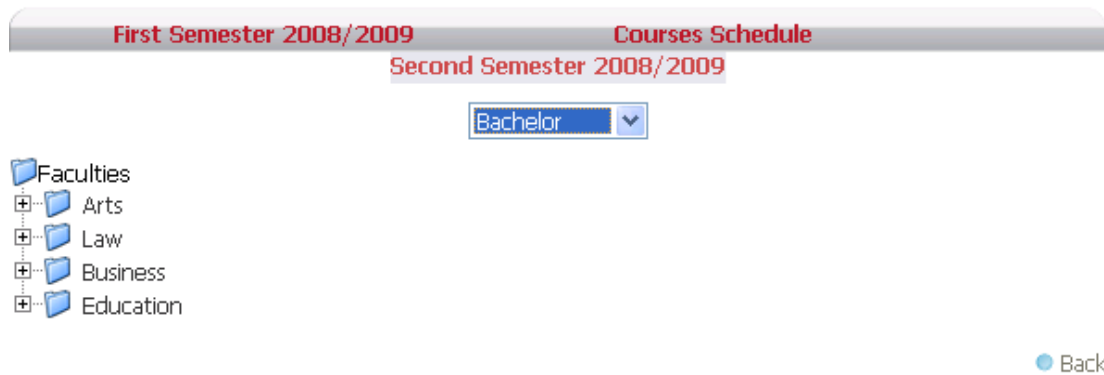 First Semester 2008/2009 Courses Schedule
Second Semester 2008/2009
Bachelor
Faculties
Arts
Law
Business
Education
Back